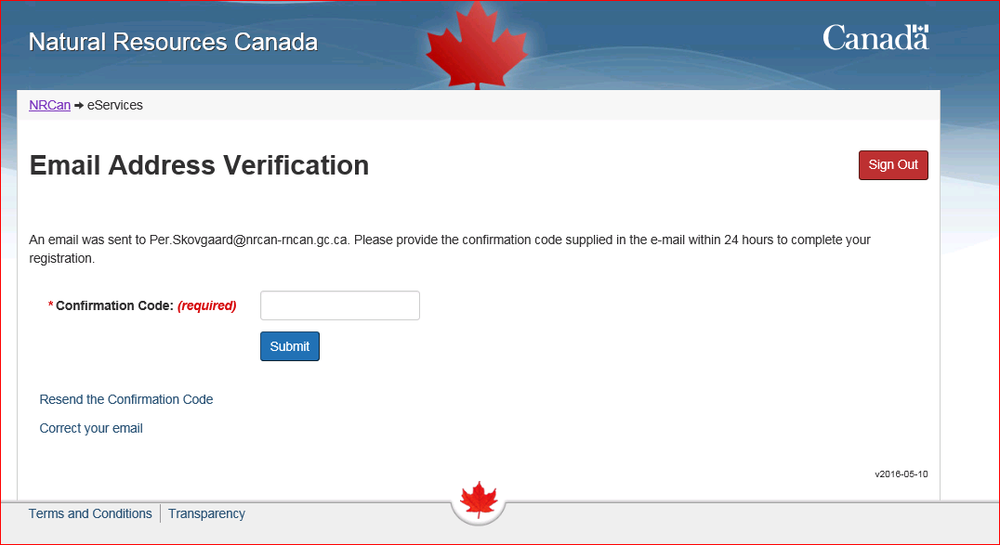 Natural Resources Canada
Canada
NRCan ➔ eServices
Email Address Verification
Sign Out
An email was sent to Per.Skovgaard@nrcan-rncan.gc.ca. Please provide the confirmation code supplied in the e-mail within 24 hours to complete your
registration.
* Confirmation Code: (required)
Submit
Resend the Confirmation Code
Correct your email
v2016-05-10
Terms and Conditions | Transparency